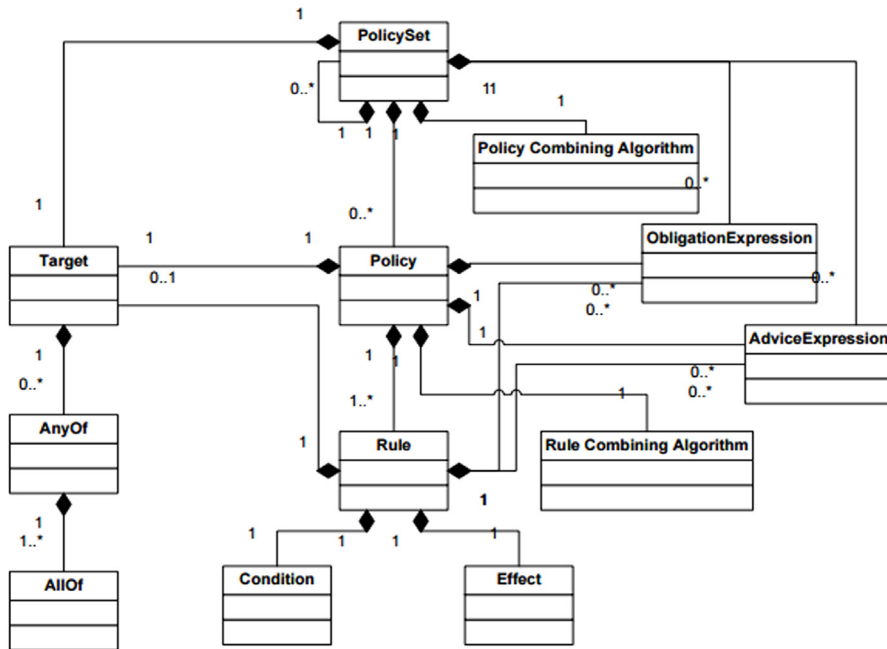 1
PolicySet
0..*
11
1
1
1
1
Policy Combining Algorithm
0..*
1
0..*
1
1
ObligationExpression
Target
Policy
0..1
0..*
0..*
1
0..*
1
AdviceExpression
1
1
1
0..*
0..*
0..*
1..*
1
AnyOf
1
Rule
Rule Combining Algorithm
1
1
1..*
1
1
1
1
Condition
Effect
AllOf